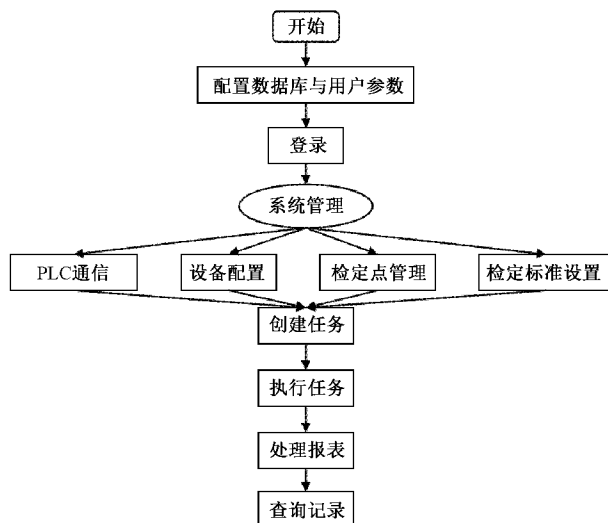 开始
配置数据库与用户参数
登录
系统管理
PLC通信
设备配置
检定点管理
检定标准设置
创建任务
执行任务
处理报表
查询记录